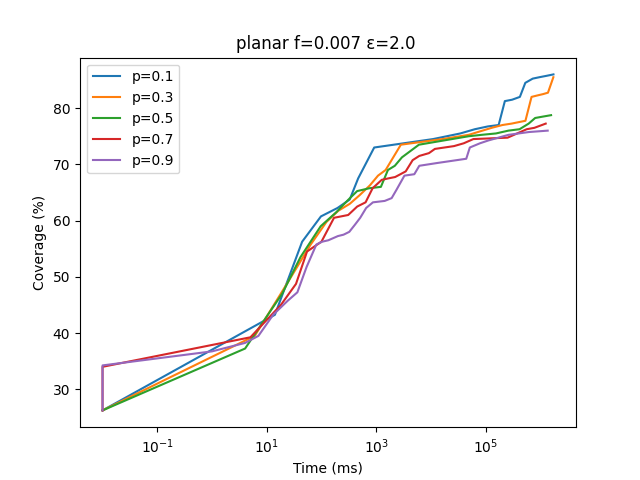 planar f=0.007 ε=2.0
p=0.1
p=0.3
p=0.5
p=0.7
p=0.9
Coverage (%)
80
70
60
50
40
30
10⁻¹
10¹
10³
10⁵
Time (ms)